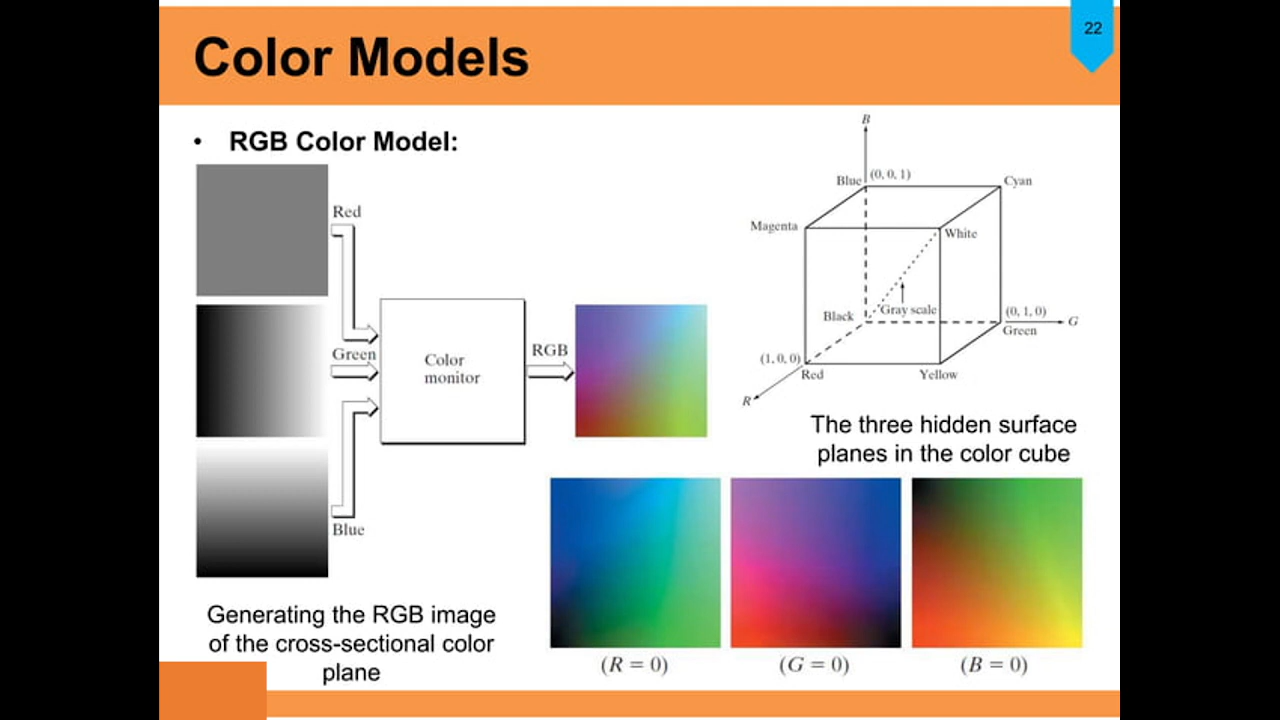 22
Color Models
• RGB Color Model:
Red
Green
Blue
Color
monitor
RGB
B
Blue
(0, 0, 1)
Cyan
Magenta
White
Black
Gray scale
(0, 1, 0)
Green
G
(1, 0, 0)
Red
Yellow
R
The three hidden surface
planes in the color cube
(R = 0)
(G = 0)
(B = 0)
Generating the RGB image
of the cross-sectional color
plane